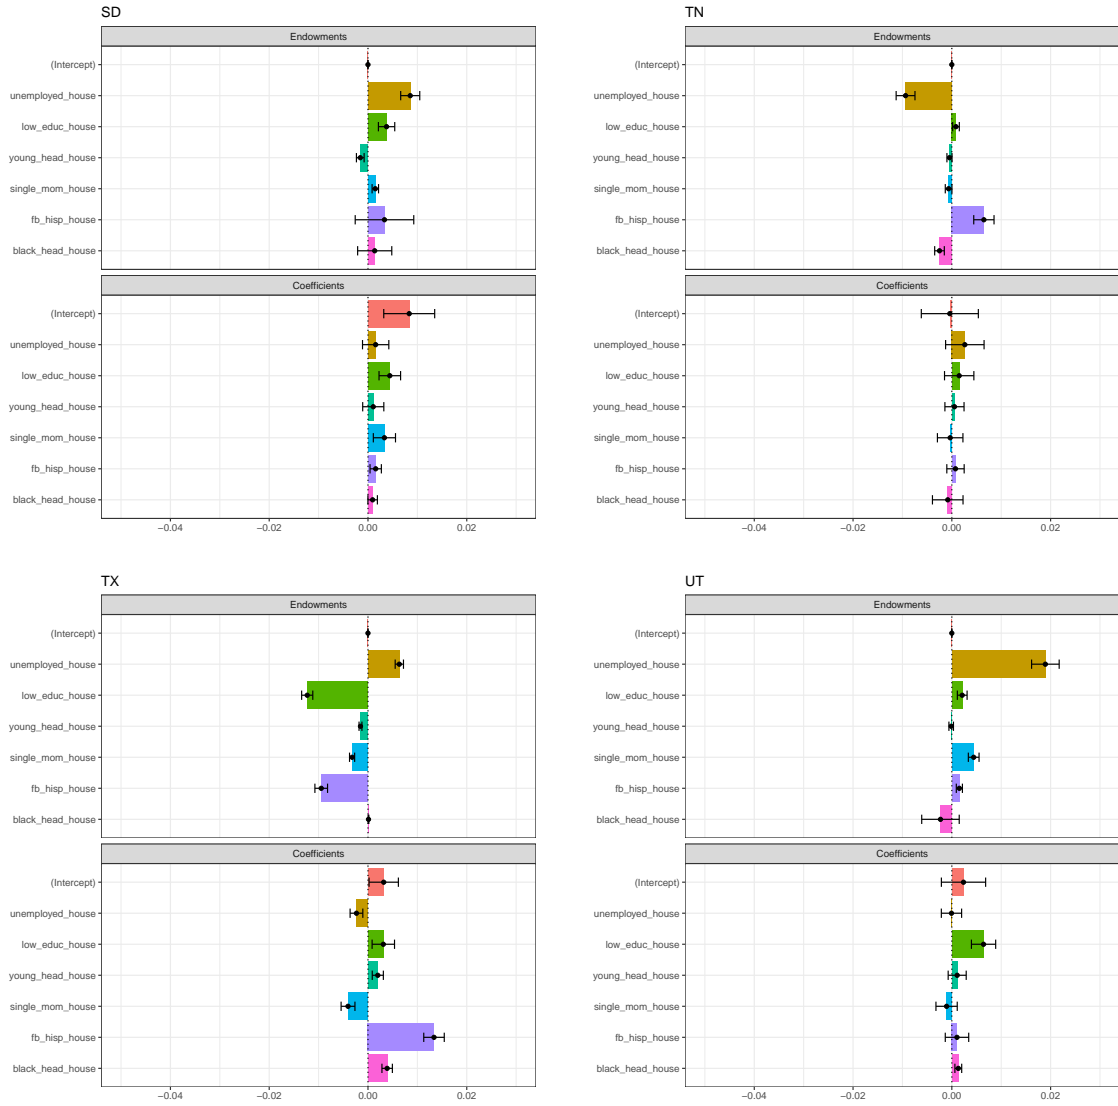 SD
Endowments
(Intercept)
unemployed_house
low_educ_house
young_head_house
single_mom_house
fb_hisp_house
black_head_house
Coefficients
(Intercept)
unemployed_house
low_educ_house
young_head_house
single_mom_house
fb_hisp_house
black_head_house
−0.04 −0.02 0.00 0.02
TN
Endowments
(Intercept)
unemployed_house
low_educ_house
young_head_house
single_mom_house
fb_hisp_house
black_head_house
Coefficients
(Intercept)
unemployed_house
low_educ_house
young_head_house
single_mom_house
fb_hisp_house
black_head_house
−0.04 −0.02 0.00 0.02
TX
Endowments
(Intercept)
unemployed_house
low_educ_house
young_head_house
single_mom_house
fb_hisp_house
black_head_house
Coefficients
(Intercept)
unemployed_house
low_educ_house
young_head_house
single_mom_house
fb_hisp_house
black_head_house
−0.04 −0.02 0.00 0.02
UT
Endowments
(Intercept)
unemployed_house
low_educ_house
young_head_house
single_mom_house
fb_hisp_house
black_head_house
Coefficients
(Intercept)
unemployed_house
low_educ_house
young_head_house
single_mom_house
fb_hisp_house
black_head_house
−0.04 −0.02 0.00 0.02